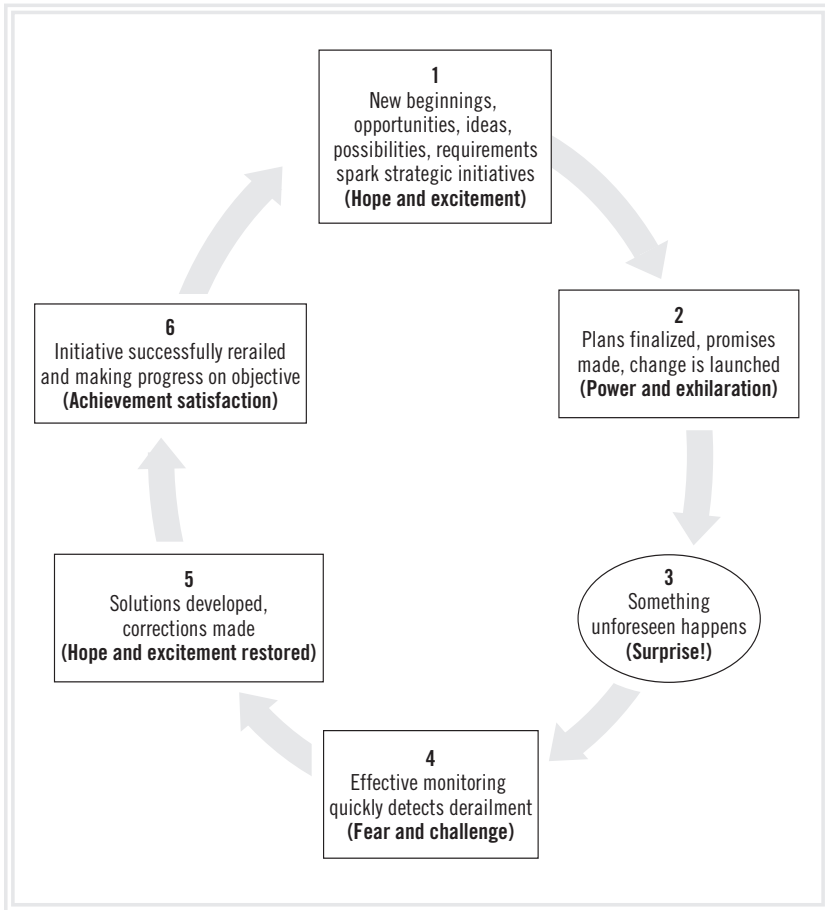 1
New beginnings,
opportunities, ideas,
possibilities, requirements
spark strategic initiatives
(Hope and excitement)
2
Plans finalized, promises
made, change is launched
(Power and exhilaration)
3
Something
unforeseen happens
(Surprise!)
4
Effective monitoring
quickly detects derailment
(Fear and challenge)
5
Solutions developed,
corrections made
(Hope and excitement restored)
6
Initiative successfully rerailed
and making progress on objective
(Achievement satisfaction)